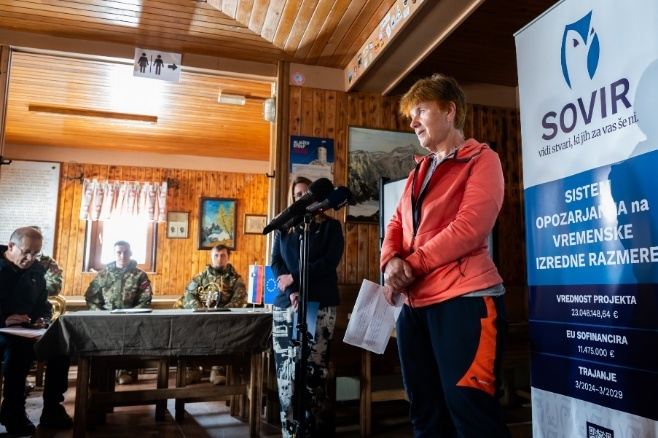 SOVIR
vidi stvari, ki jih za vas še ni.
SISTEM
OPOZARJANJA na
VREMENSKE
IZREDNE RAZMERE
VREDNOST PROJEKTA
23.048.148,64 €
EU SOFINANCIRA
11.475.000 €
TRAJANJE
3/2024–3/2029